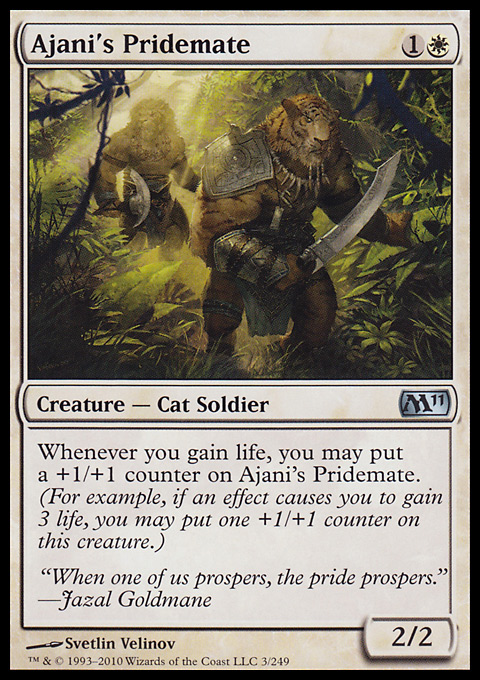 Ajani's Pridemate 1
M11
Creature — Cat Soldier
Whenever you gain life, you may put
a +1/+1 counter on Ajani's Pridemate.
(For example, if an effect causes you to gain
3 life, you may put one +1/+1 counter on
this creature.)
“When one of us prospers, the pride prospers.”
—Jazal Goldmane
2/2
Svetlin Velinov
™ & © 1993–2010 Wizards of the Coast LLC 3/249